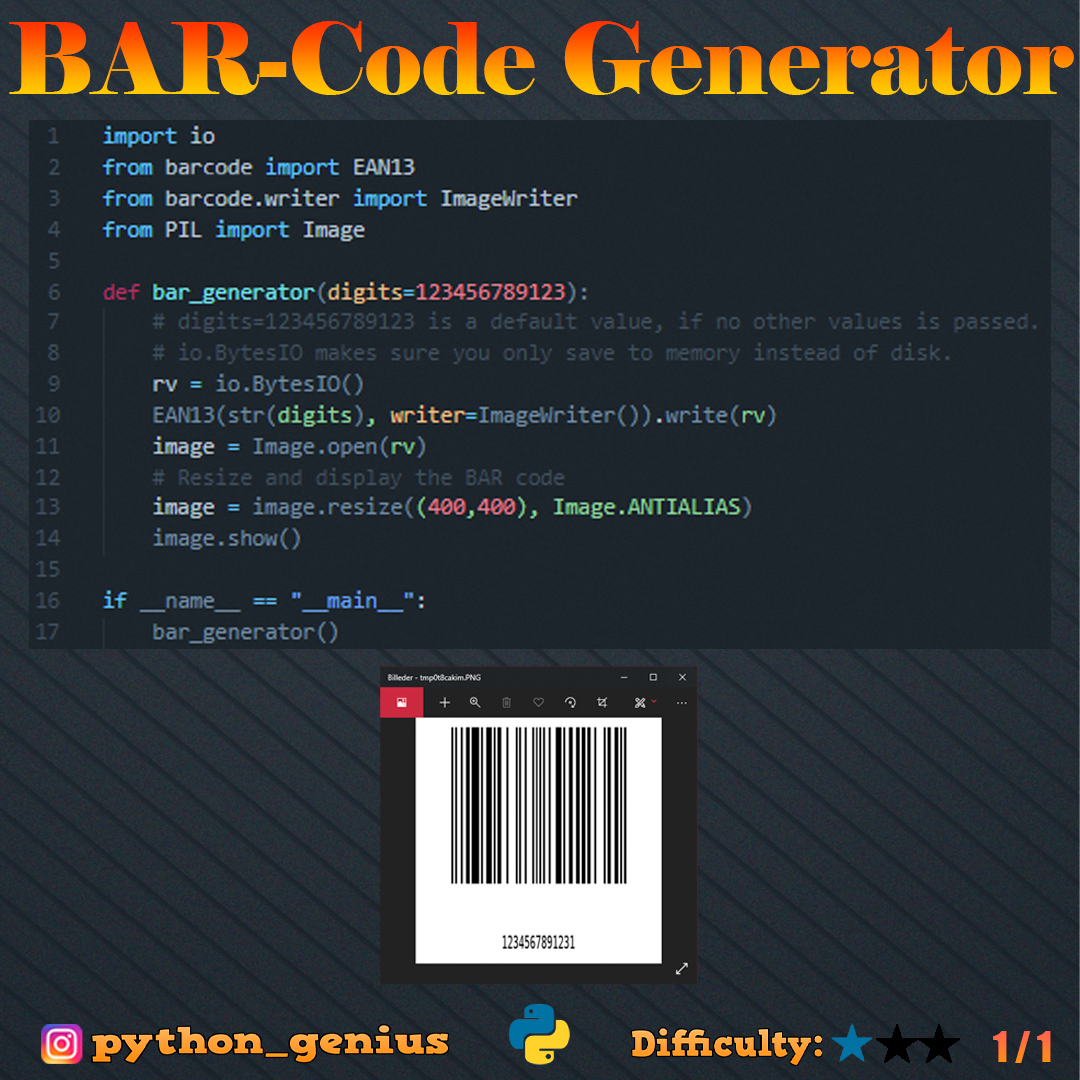 BAR-Code Generator
1 import io
2 from barcode import EAN13
3 from barcode.writer import ImageWriter
4 from PIL import Image
5
6 def bar_generator(digits=123456789123):
7     # digits=123456789123 is a default value, if no other values is passed.
8     # io.BytesIO makes sure you only save to memory instead of disk.
9     rv = io.BytesIO()
10     EAN13(str(digits), writer=ImageWriter()).write(rv)
11     image = Image.open(rv)
12     # Resize and display the BAR code
13     image = image.resize((400,400), Image.ANTIALIAS)
14     image.show()
15
16 if __name__ == "__main__":
17     bar_generator()
Billeder - tmp0t8cakim.PNG
1234567891231
python_genius
Difficulty:
1/1